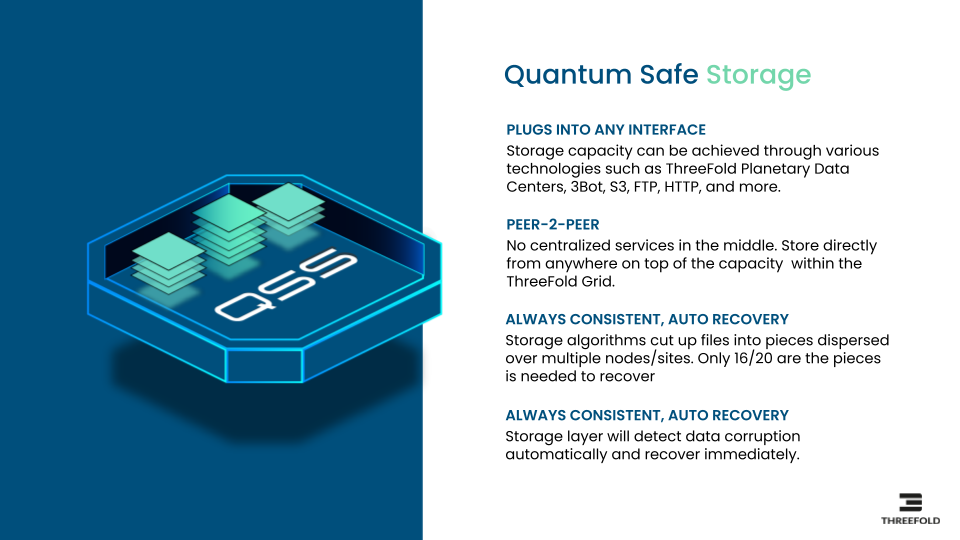 Quantum Safe Storage
PLUGS INTO ANY INTERFACE
Storage capacity can be achieved through various
technologies such as ThreeFold Planetary Data
Centers, 3Bot, S3, FTP, HTTP, and more.
PEER-2-PEER
No centralized services in the middle. Store directly
from anywhere on top of the capacity  within the
ThreeFold Grid.
ALWAYS CONSISTENT, AUTO RECOVERY
Storage algorithms cut up files into pieces dispersed
over multiple nodes/sites. Only 16/20 are the pieces
is needed to recover
ALWAYS CONSISTENT, AUTO RECOVERY
Storage layer will detect data corruption
automatically and recover immediately.
QSS
THREEFOLD